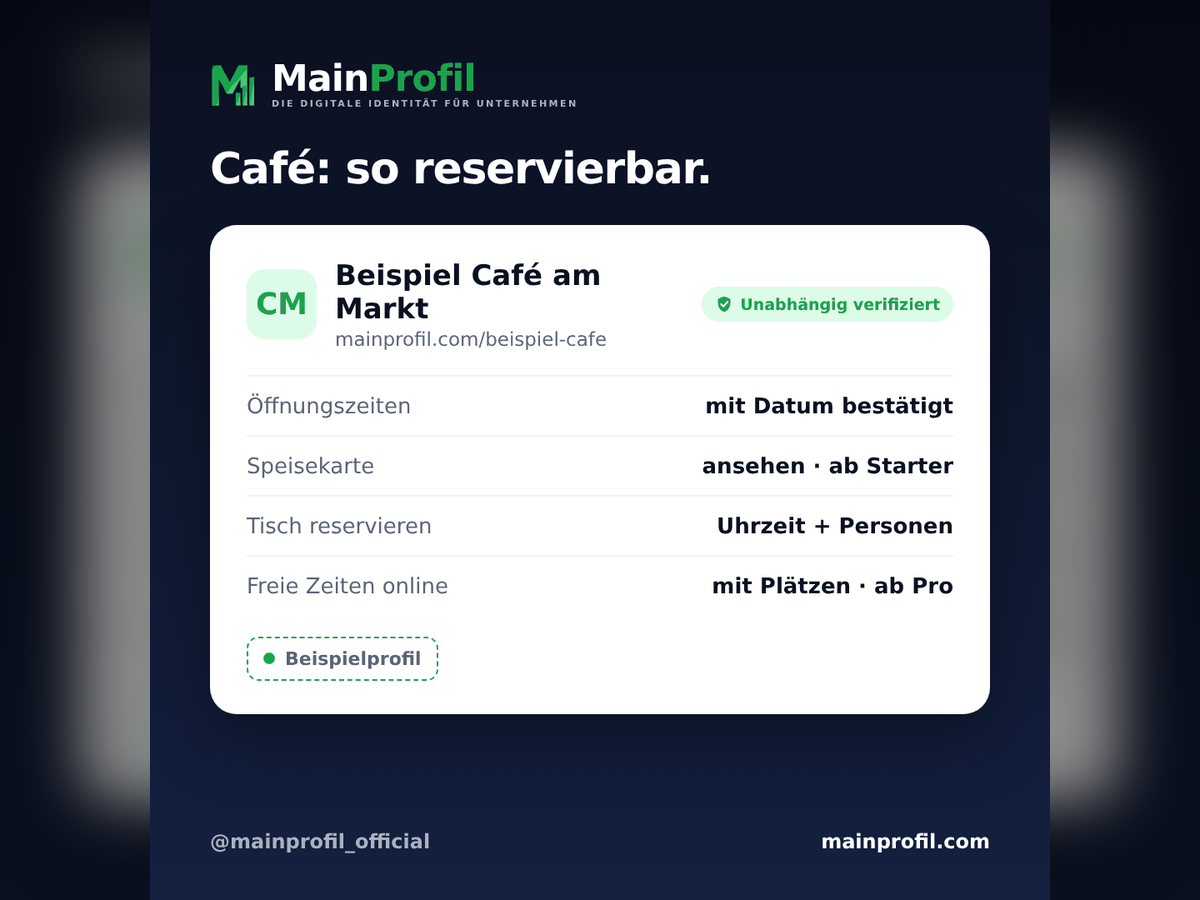 MainProfil
DIE DIGITALE IDENTITÄT FÜR UNTERNEHMEN
Café: so reservierbar.
CM
Beispiel Café am
Markt
mainprofil.com/beispiel-cafe
Unabhängig verifiziert
Öffnungszeiten mit Datum bestätigt
Speisekarte ansehen · ab Starter
Tisch reservieren Uhrzeit + Personen
Freie Zeiten online mit Plätzen · ab Pro
Beispielprofil
@mainprofil_official mainprofil.com